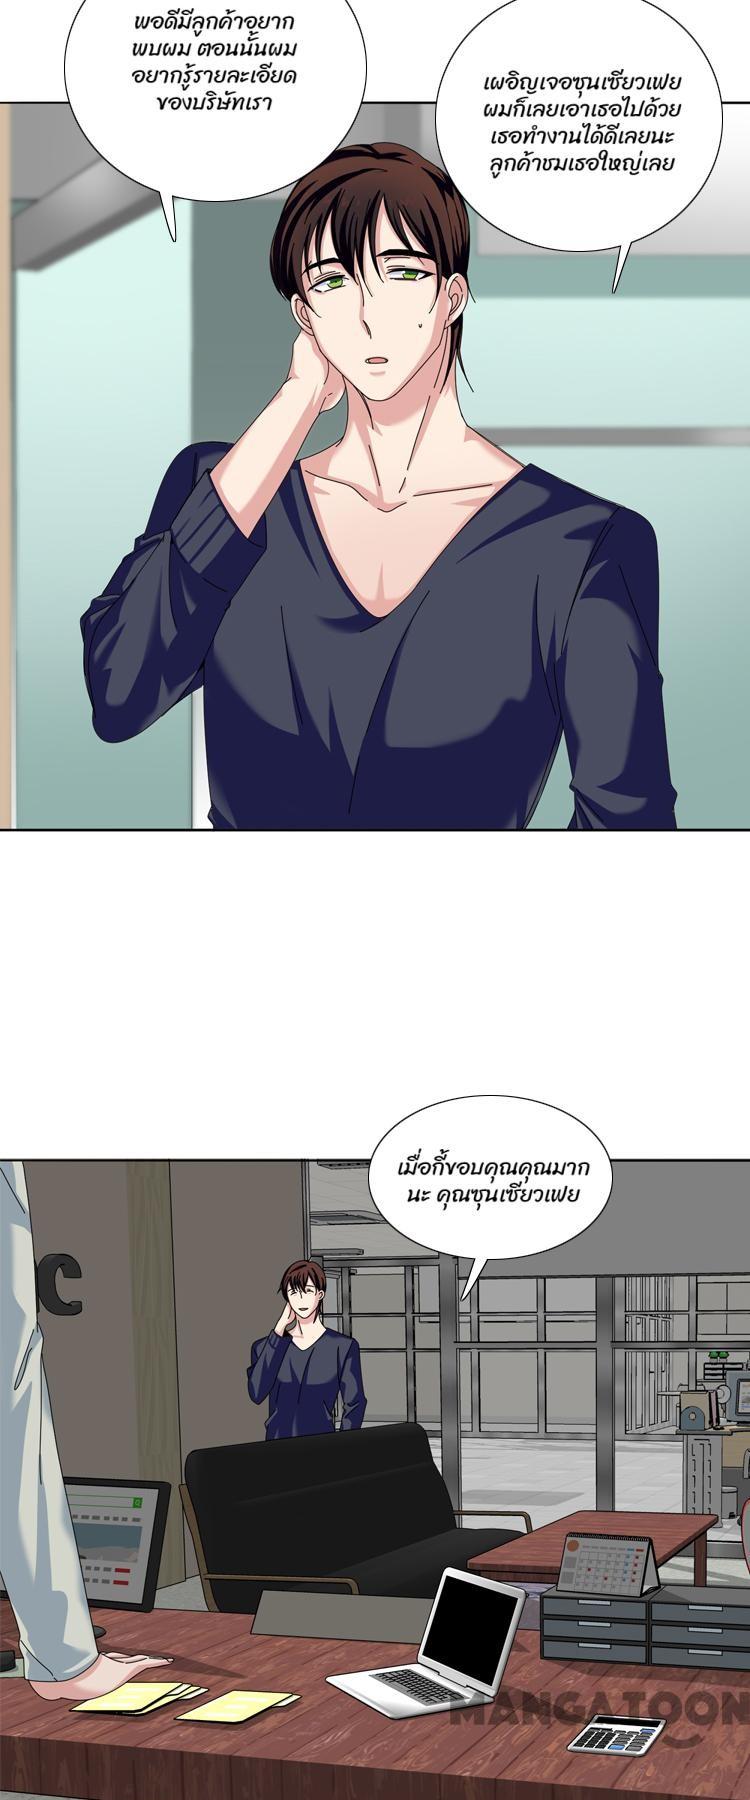 พอดีมีลูกค้าอยาก
พบผม ตอนนั้นผม
อยากรู้รายละเอียด
ของบริษัทเรา
เผอิญเจอซุนเซียวเฟย
ผมก็เลยเอาเธอไปด้วย
เธอทำงานได้ดีเลยนะ
ลูกค้าชมเธอใหญ่เลย
เมื่อกี้ขอบคุณคุณมาก
นะ คุณซุนเซียวเฟย
C
MANGATOON